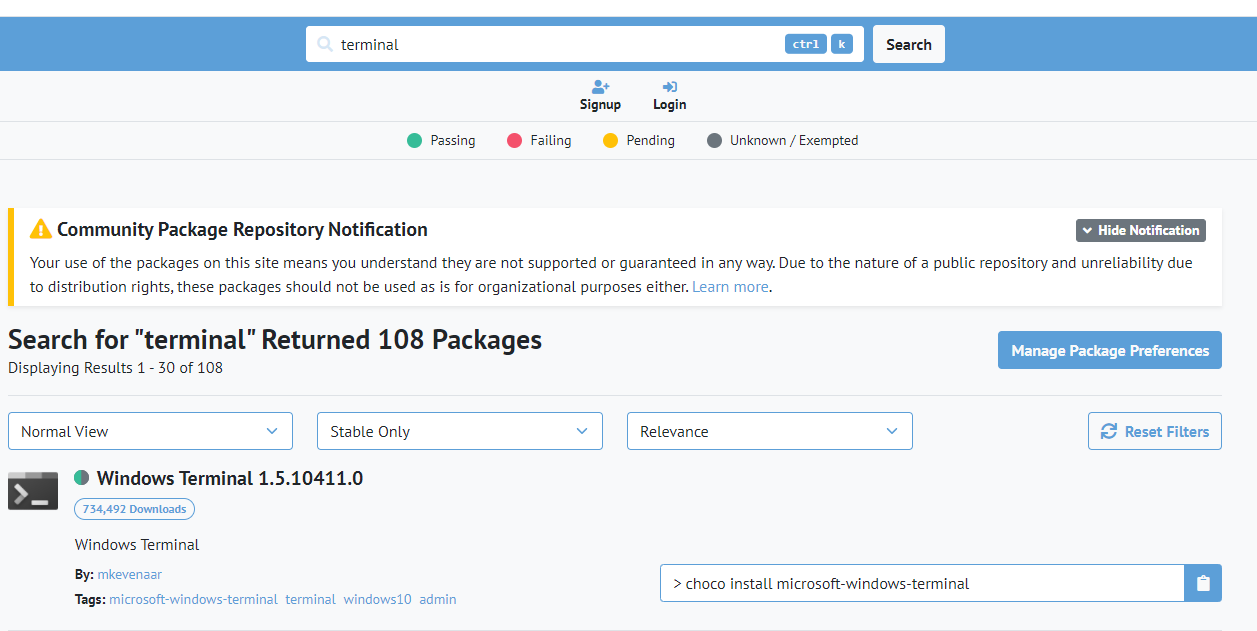 terminal
ctrl k
Search
Signup
Login
Passing
Failing
Pending
Unknown / Exempted
Community Package Repository Notification
Hide Notification
Your use of the packages on this site means you understand they are not supported or guaranteed in any way. Due to the nature of a public repository and unreliability due
to distribution rights, these packages should not be used as is for organizational purposes either. Learn more.
Search for "terminal" Returned 108 Packages
Displaying Results 1 - 30 of 108
Manage Package Preferences
Normal View
Stable Only
Relevance
Reset Filters
Windows Terminal 1.5.10411.0
734,492 Downloads
Windows Terminal
By: mkevenaar
Tags: microsoft-windows-terminal terminal windows10 admin
> choco install microsoft-windows-terminal